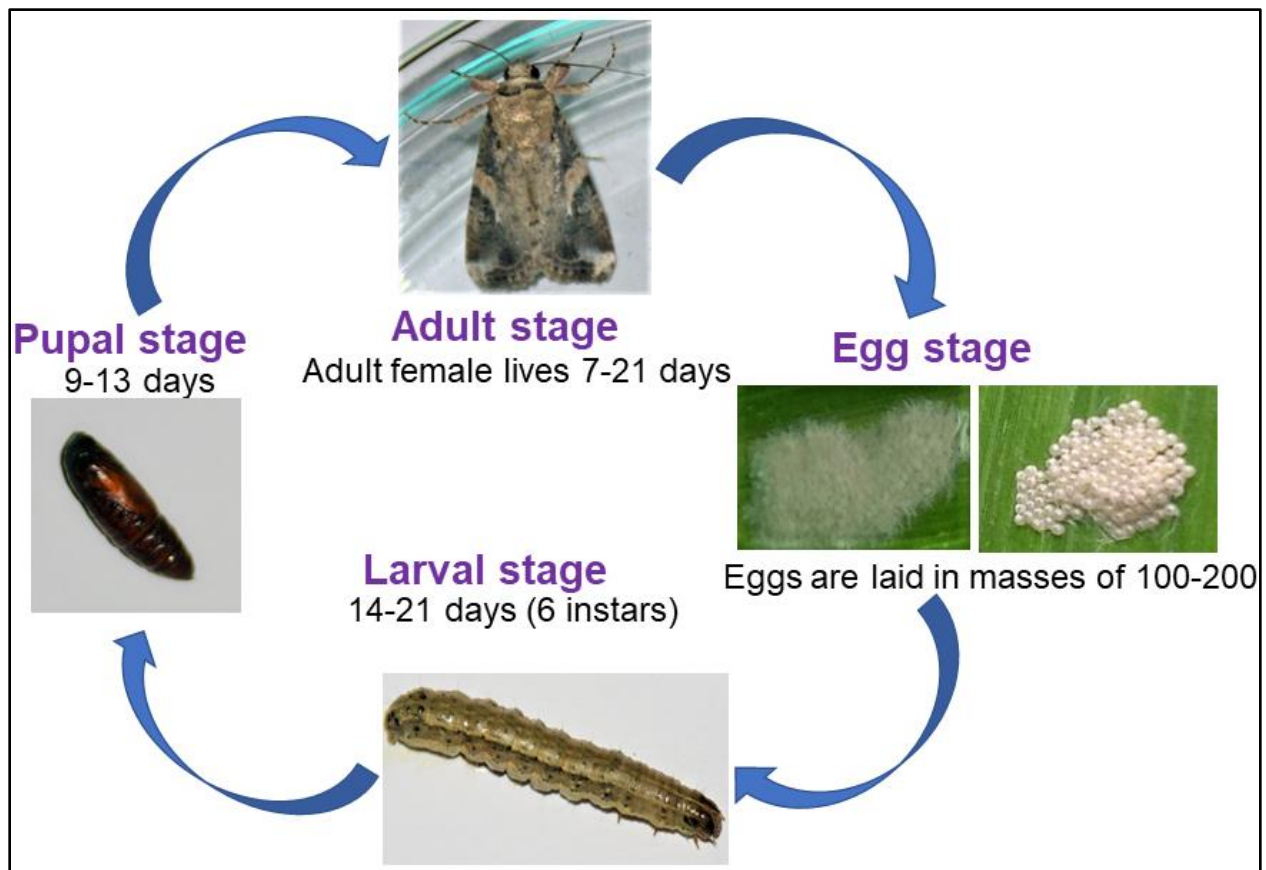 Adult stage
Adult female lives 7-21 days
Egg stage
Eggs are laid in masses of 100-200
Larval stage
14-21 days (6 instars)
Pupal stage
9-13 days